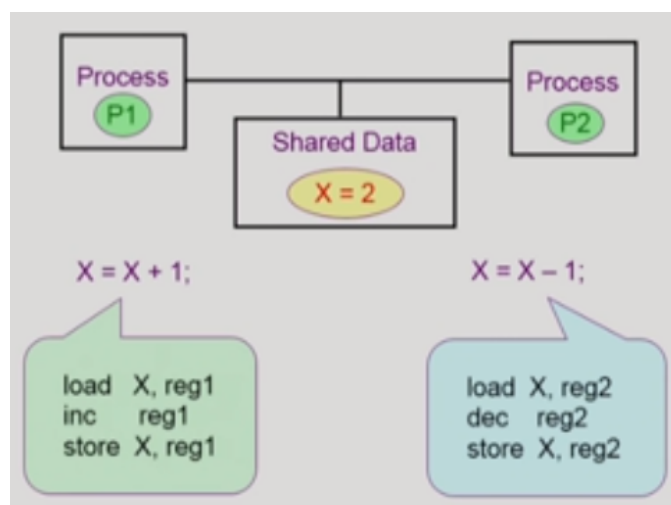 Process
P1
Process
P2
Shared Data
X = 2
X = X + 1;
X = X – 1;
load X, reg1
inc reg1
store X, reg1
load X, reg2
dec reg2
store X, reg2